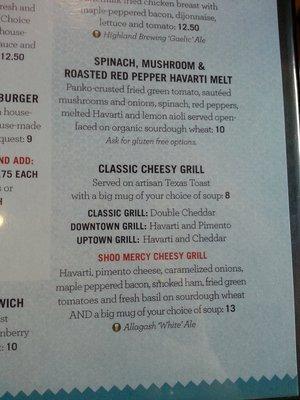 milk fried chicken breast with
maple-peppered bacon, dijonnaise,
lettuce and tomato: 12.50
Highland Brewing 'Gaelic' Ale
SPINACH, MUSHROOM &
ROASTED RED PEPPER HAVARTI MELT
Panko-crusted fried green tomato, sautéed
mushrooms and onions, spinach, red peppers,
melted Havarti and lemon aioli served open-
faced on organic sourdough wheat: 10
Ask for gluten free options.
CLASSIC CHEESY GRILL
Served on artisan Texas Toast
with a big mug of your choice of soup: 8
CLASSIC GRILL: Double Cheddar
DOWNTOWN GRILL: Havarti and Pimento
UPTOWN GRILL: Havarti and Cheddar
SHOO MERCY CHEESY GRILL
Havarti, pimento cheese, caramelized onions,
maple peppered bacon, smoked ham, fried green
tomatoes and fresh basil on sourdough wheat
AND a big mug of your choice of soup: 13
Allagash 'White' Ale
resh and
Choice
house-
auce and
12.50
BURGER
n house-
use-made
quest: 9
ND ADD:
.75 EACH
s or
H
WICH
st
nberry
: 10